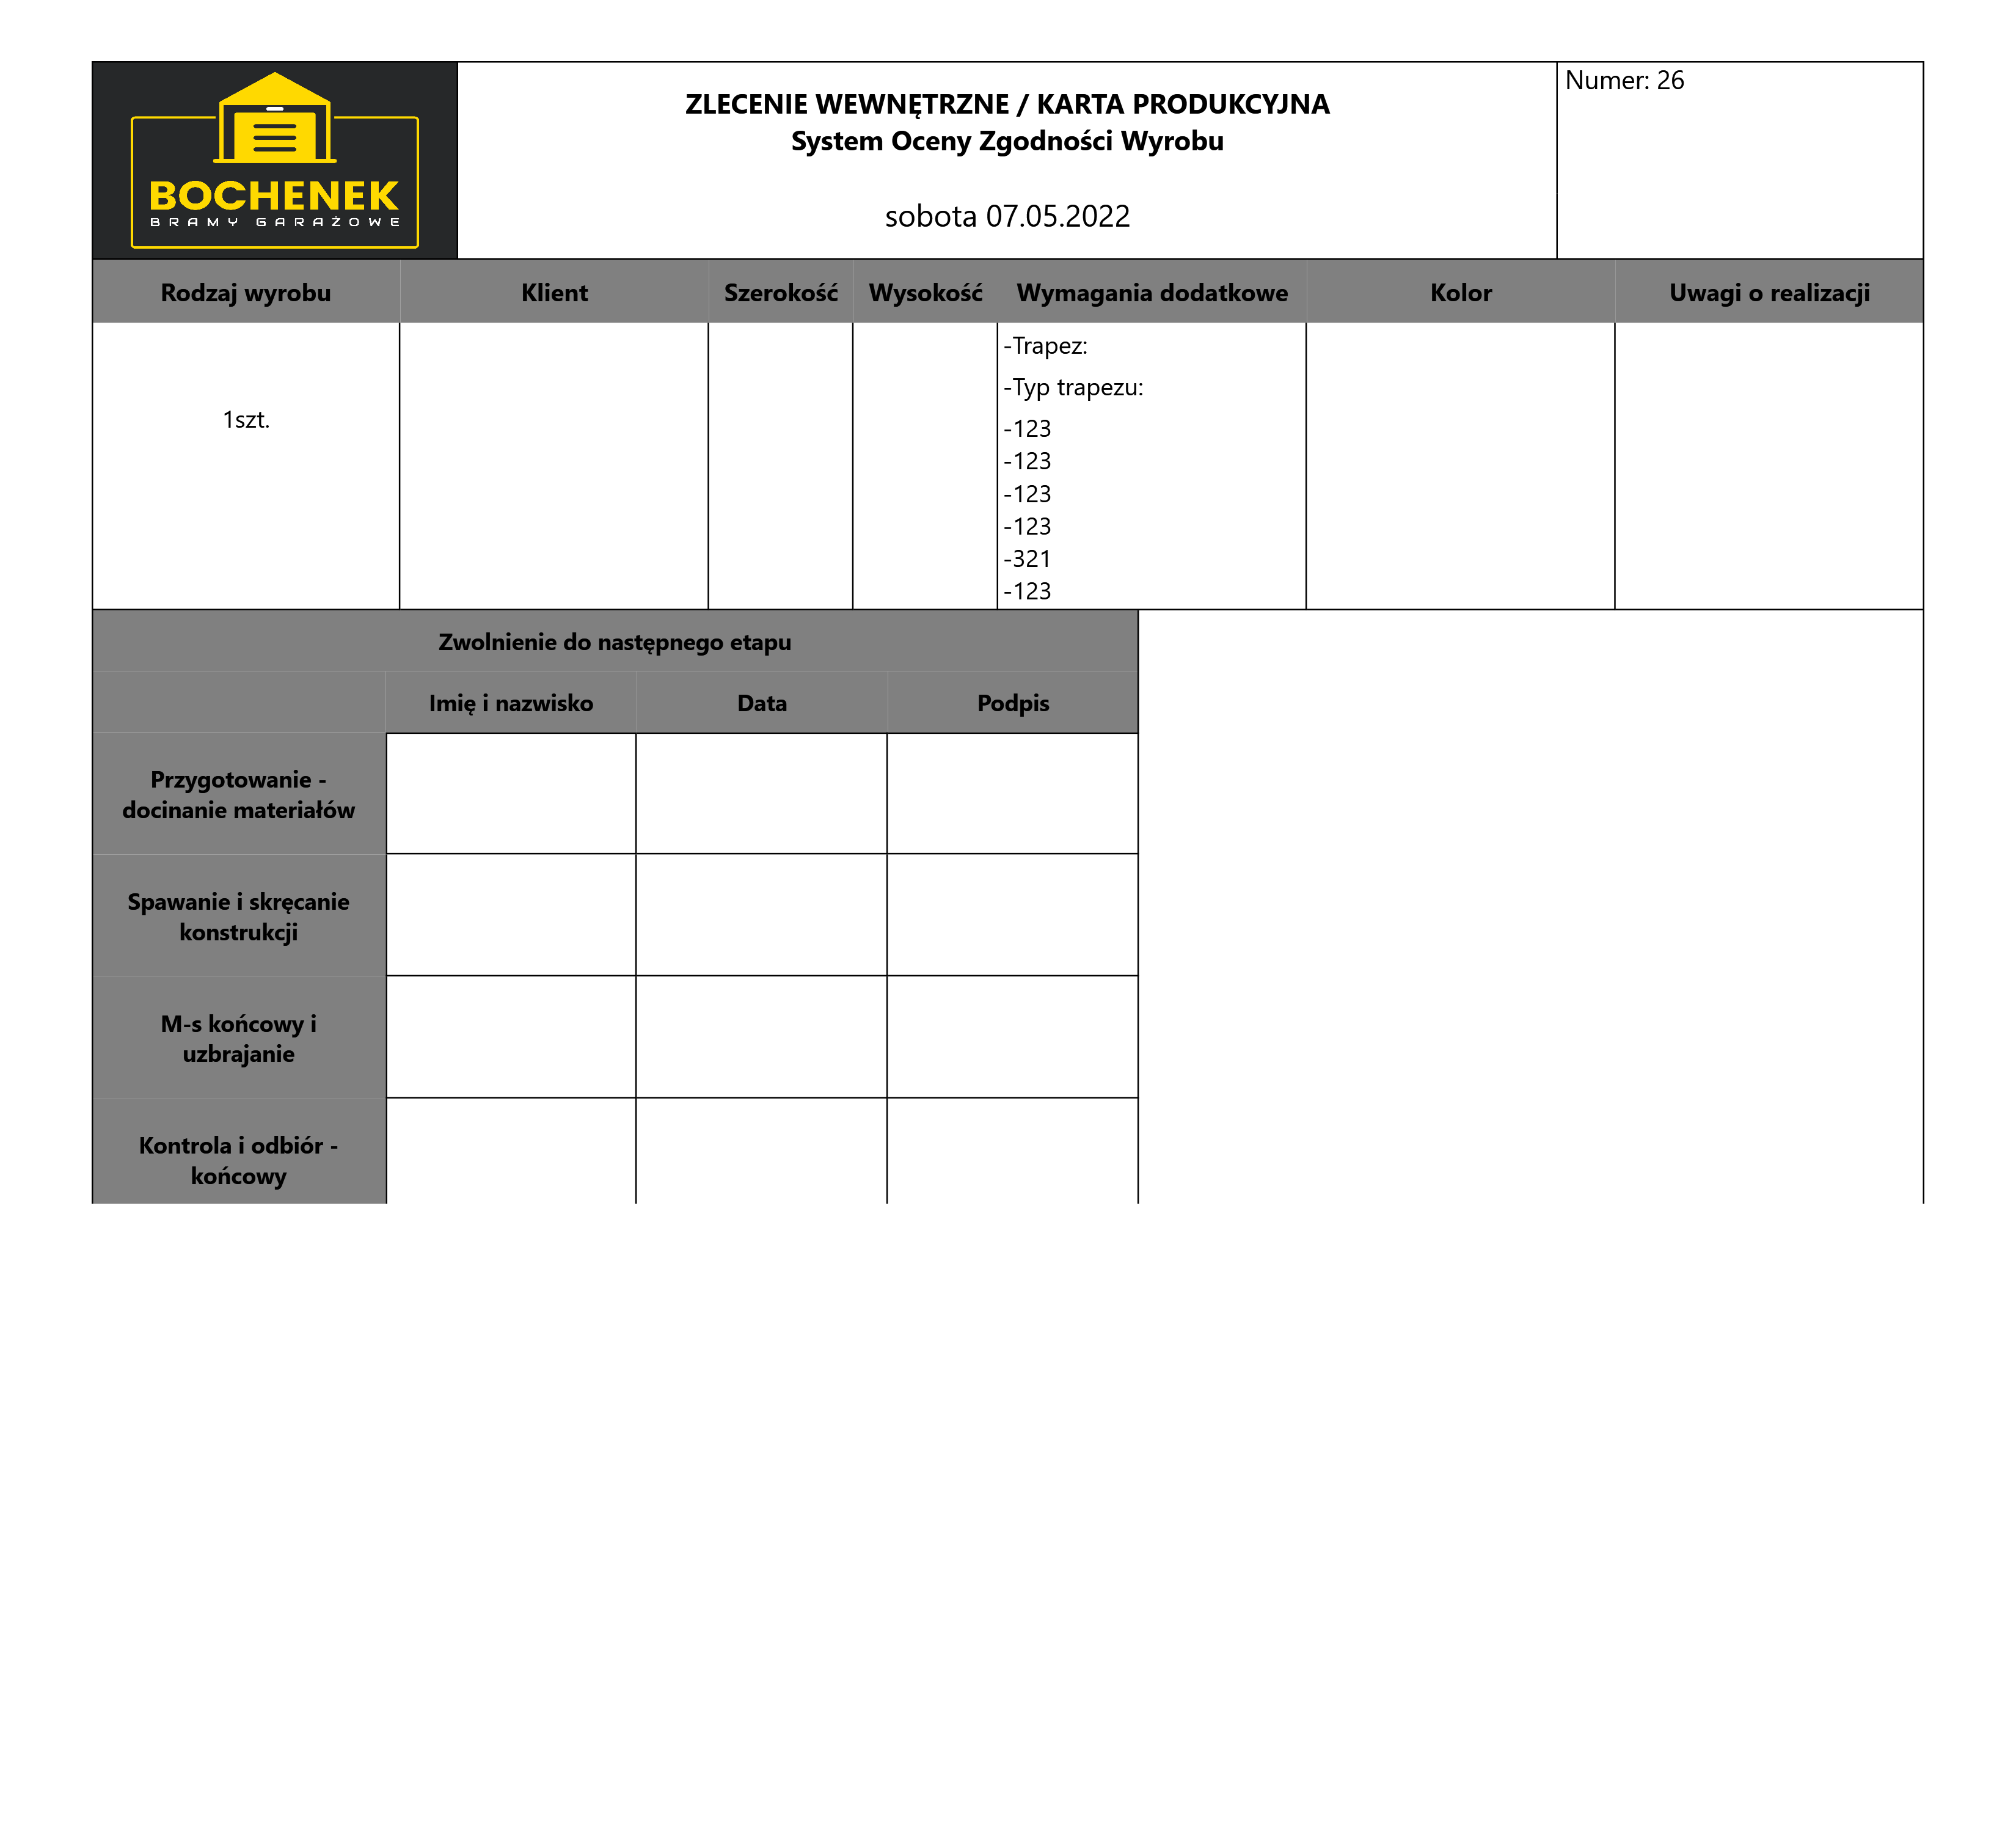 BOCHENEK
BRAMY GARAŻOWE
ZLECENIE WEWNĘTRZNE / KARTA PRODUKCYJNA
System Oceny Zgodności Wyrobu
sobota 07.05.2022
Numer: 26
Rodzaj wyrobu Klient Szerokość Wysokość Wymagania dodatkowe Kolor Uwagi o realizacji
1szt.
-Trapez:
-Typ trapezu:
-123
-123
-123
-123
-321
-123
Zwolnienie do następnego etapu
Imię i nazwisko Data Podpis
Przygotowanie -
docinanie materiałów
Spawanie i skręcanie
konstrukcji
M-s końcowy i
uzbrajanie
Kontrola i odbiór -
końcowy